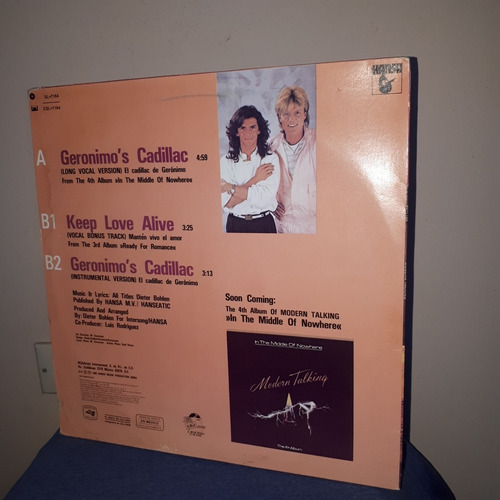 HANSA
A
Geronimo's Cadillac 4:59
(LONG VOCAL VERSION) El cadillac de Gerónimo
From The 4th Album »In The Middle Of Nowhere«
B1
Keep Love Alive 3:25
(VOCAL BONUS TRACK) Mantén vivo el amor
From The 3rd Album »Ready For Romance«
B2
Geronimo's Cadillac 3:13
(INSTRUMENTAL VERSION) El cadillac de Gerónimo
Music & Lyrics: All Titles Dieter Bohlen
Published By HANSA M.V./ HANSEATIC
Produced And Arranged
By: Dieter Bohlen For Intersong/HANSA
Co-Producer: Luis Rodríguez
Soon Coming:
The 4th Album Of MODERN TALKING
»In The Middle Of Nowhere«
In The Middle Of Nowhere
Modern Talking
The 4th Album